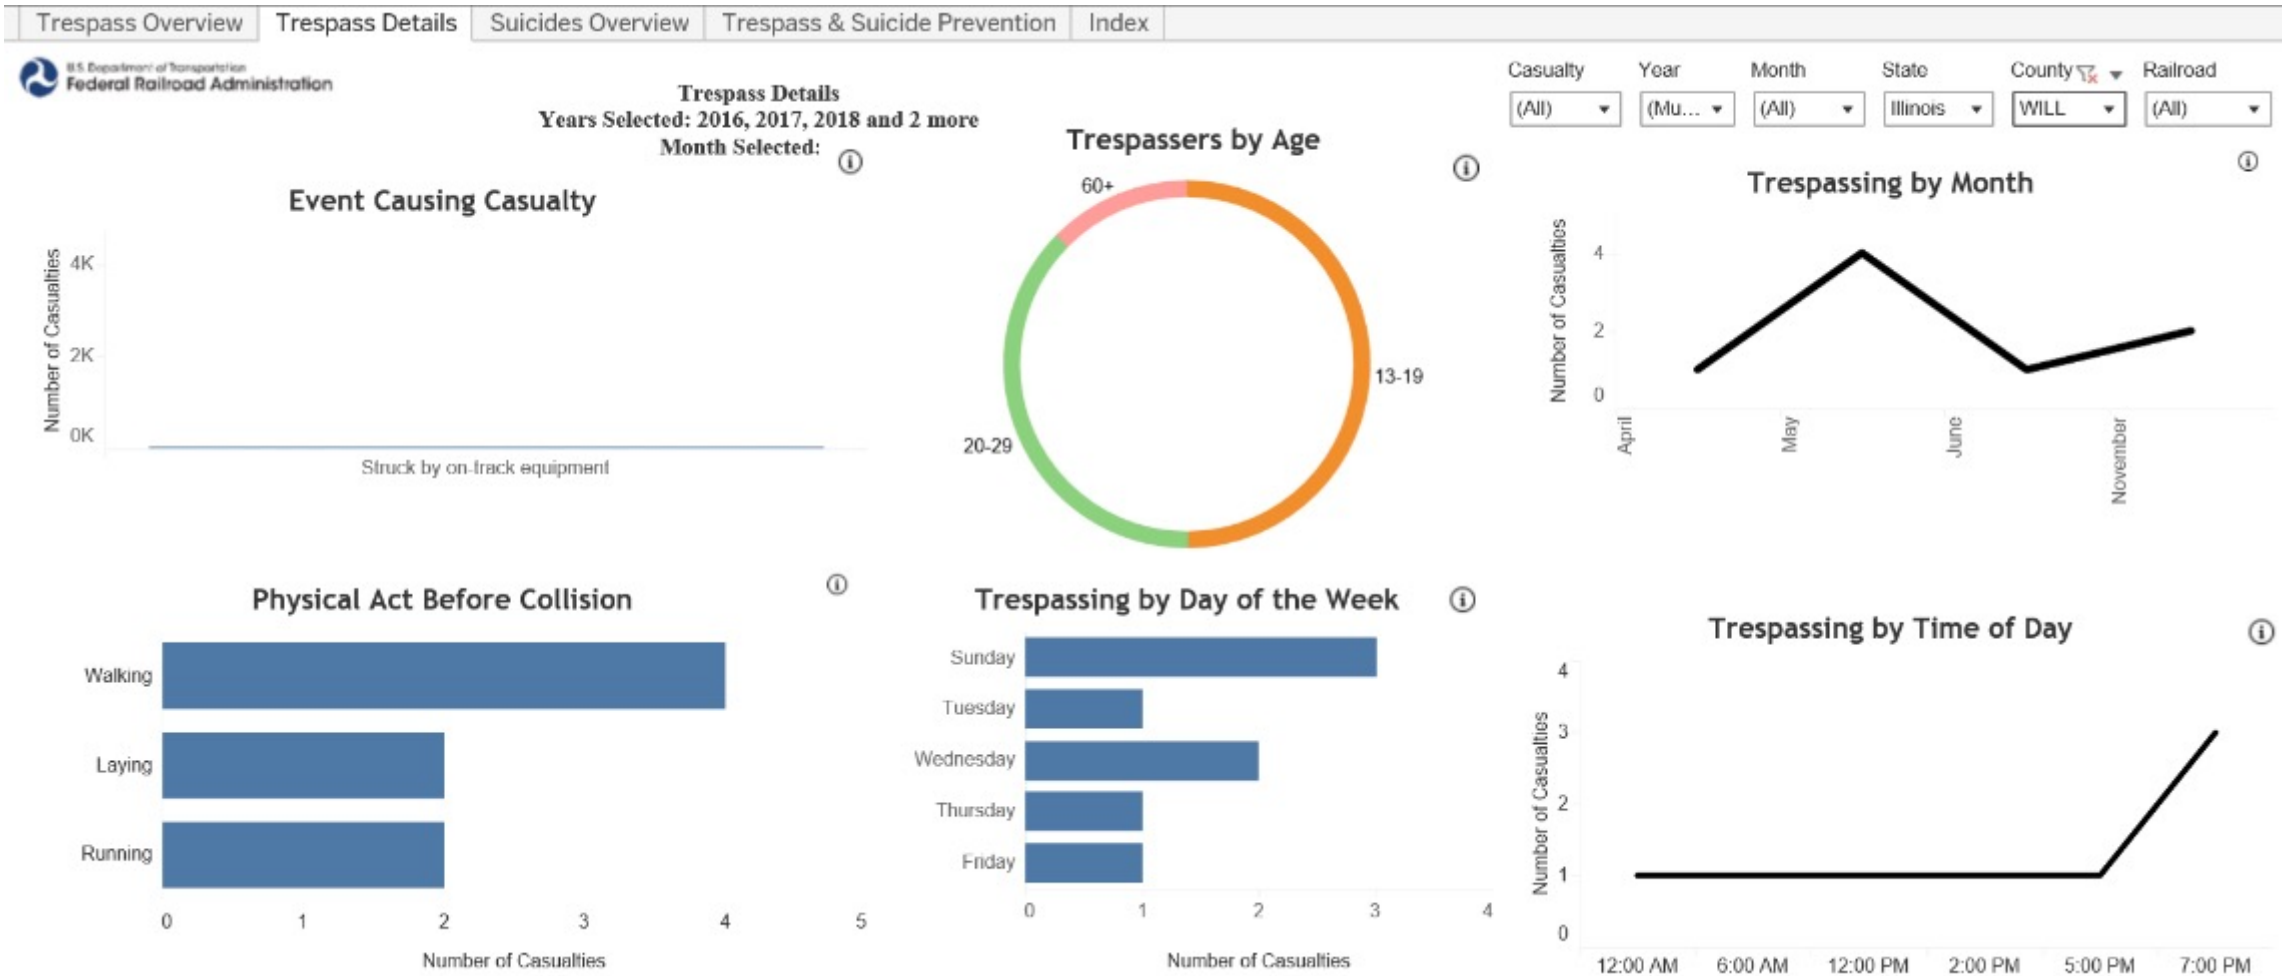 Trespass Overview
Trespass Details
Suicides Overview
Trespass & Suicide Prevention
Index
U.S. Department of Transportation
Federal Railroad Administration
Trespass Details
Years Selected: 2016, 2017, 2018 and 2 more
Month Selected:
Casualty
(All)
Year
(Mu...
Month
(All)
State
Illinois
County
WILL
Railroad
(All)
Event Causing Casualty
Number of Casualties
4K
2K
0K
Struck by on-track equipment
Trespassers by Age
60+
13-19
20-29
Trespassing by Month
Number of Casualties
4
2
0
April
May
June
November
Physical Act Before Collision
Walking
Laying
Running
0 1 2 3 4 5
Number of Casualties
Trespassing by Day of the Week
Sunday
Tuesday
Wednesday
Thursday
Friday
0 1 2 3 4
Number of Casualties
Trespassing by Time of Day
Number of Casualties
4
3
2
1
0
12:00 AM 6:00 AM 12:00 PM 2:00 PM 5:00 PM 7:00 PM